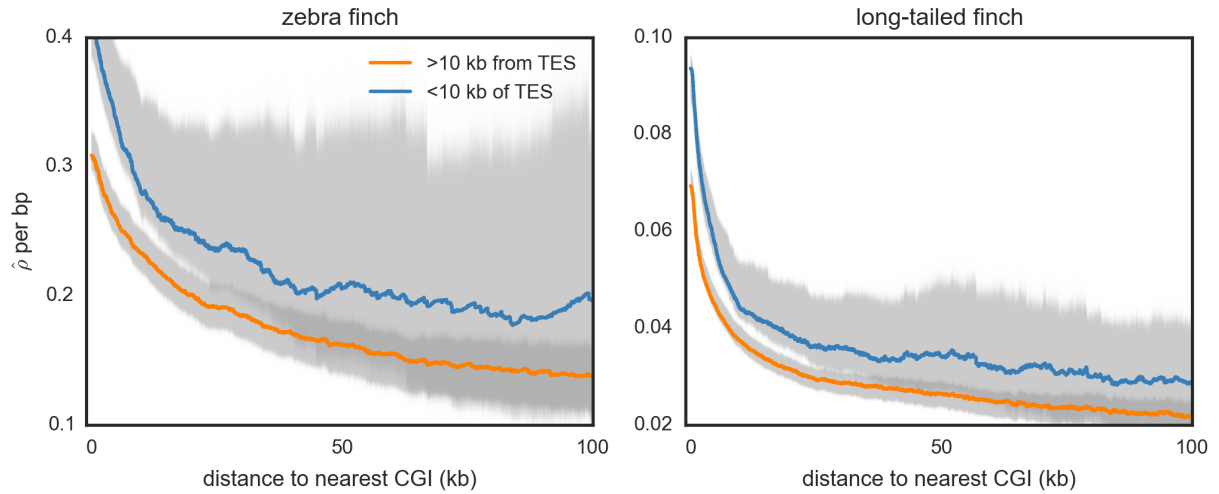 zebra finch
0.4
0.3
0.2
0.1
ρ̂ per bp
>10 kb from TES
<10 kb of TES
0
50
100
distance to nearest CGI (kb)
long-tailed finch
0.10
0.08
0.06
0.04
0.02
0
50
100
distance to nearest CGI (kb)